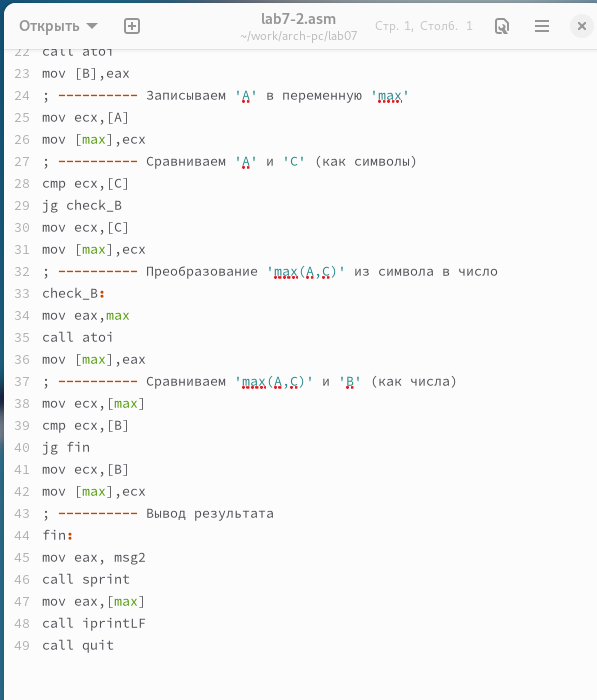 Открыть
lab7-2.asm
~/work/arch-pc/lab07
Стр. 1, Столб. 1
22 call atoi
23 mov [B],eax
24 ; ---------- Записываем 'A' в переменную 'max'
25 mov ecx,[A]
26 mov [max],ecx
27 ; ---------- Сравниваем 'A' и 'C' (как символы)
28 cmp ecx,[C]
29 jg check_B
30 mov ecx,[C]
31 mov [max],ecx
32 ; ---------- Преобразование 'max(A,C)' из символа в число
33 check_B:
34 mov eax,max
35 call atoi
36 mov [max],eax
37 ; ---------- Сравниваем 'max(A,C)' и 'B' (как числа)
38 mov ecx,[max]
39 cmp ecx,[B]
40 jg fin
41 mov ecx,[B]
42 mov [max],ecx
43 ; ---------- Вывод результата
44 fin:
45 mov eax, msg2
46 call sprint
47 mov eax,[max]
48 call iprintLF
49 call quit